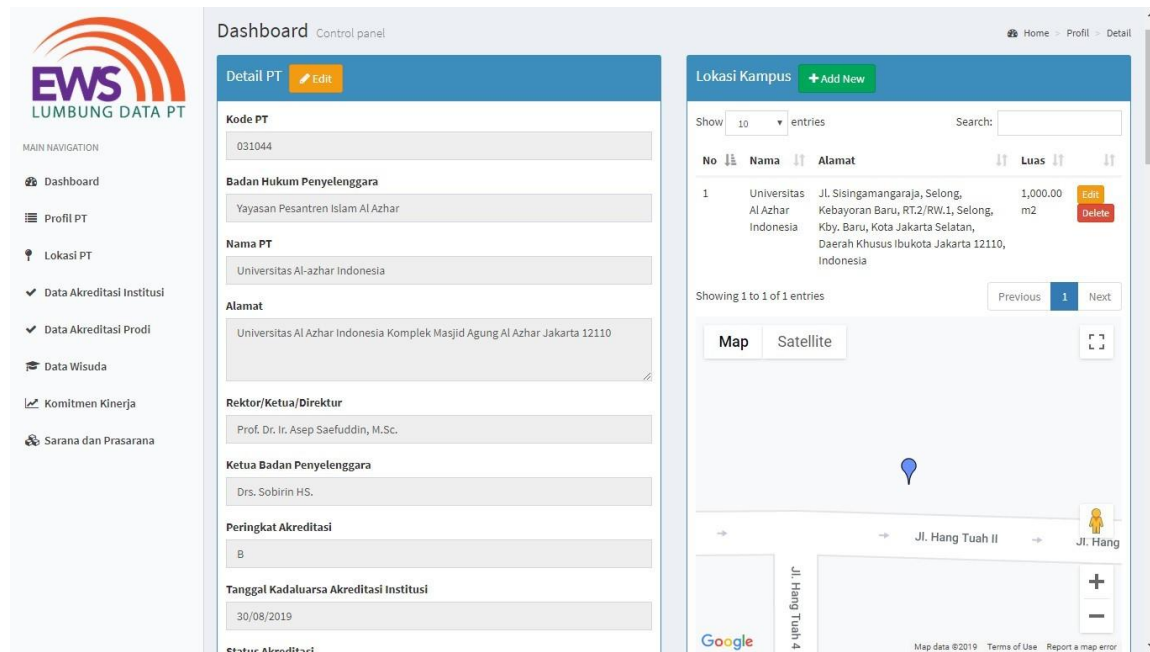 EWS
LUMBUNG DATA PT
MAIN NAVIGATION
Dashboard
Profil PT
Lokasi PT
Data Akreditasi Institusi
Data Akreditasi Prodi
Data Wisuda
Komitmen Kinerja
Sarana dan Prasarana
Dashboard Control panel
Home > Profil > Detail
Detail PT Edit
Kode PT
031044
Badan Hukum Penyelenggara
Yayasan Pesantren Islam Al Azhar
Nama PT
Universitas Al-azhar Indonesia
Alamat
Universitas Al Azhar Indonesia Komplek Masjid Agung Al Azhar Jakarta 12110
Rektor/Ketua/Direktur
Prof. Dr. Ir. Asep Saefuddin, M.Sc.
Ketua Badan Penyelenggara
Drs. Sobirin HS.
Peringkat Akreditasi
B
Tanggal Kadaluarsa Akreditasi Institusi
30/08/2019
Status Akreditasi
Lokasi Kampus + Add New
Show 10 entries Search:
No Nama Alamat Luas
1 Universitas Jl. Sisingamangaraja, Selong, 1,000.00 Edit
Al Azhar Kebayoran Baru, RT.2/RW.1, Selong, m2 Delete
Indonesia Kby. Baru, Kota Jakarta Selatan,
Daerah Khusus Ibukota Jakarta 12110,
Indonesia
Showing 1 to 1 of 1 entries Previous 1 Next
Map Satellite
Jl. Hang Tuah II
Jl. Hang
Jl. Hang Tuah 4
Google
Map data ©2019 Terms of Use Report a map error